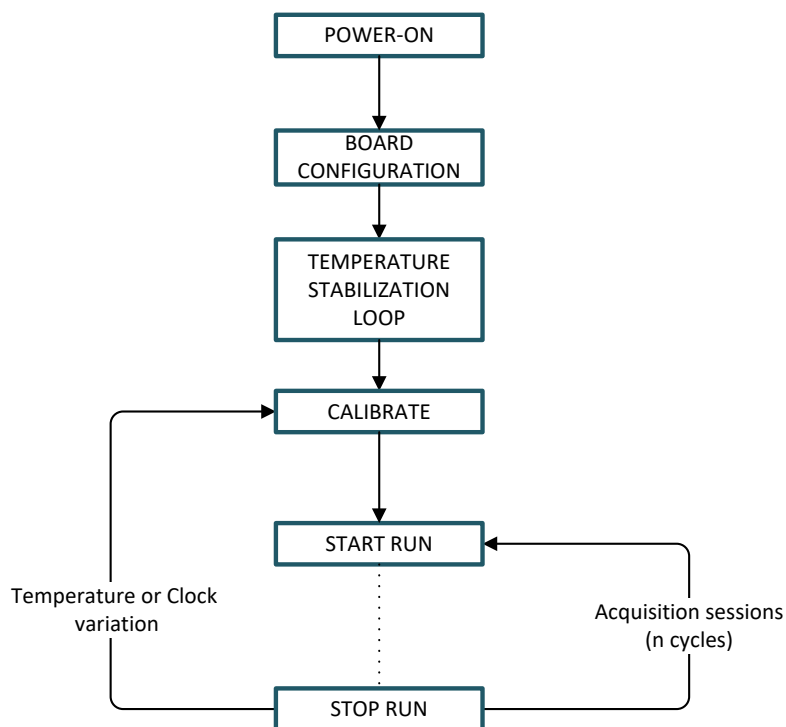 POWER-ON
BOARD
CONFIGURATION
TEMPERATURE
STABILIZATION
LOOP
CALIBRATE
START RUN
Temperature or Clock
variation
Acquisition sessions
(n cycles)
STOP RUN